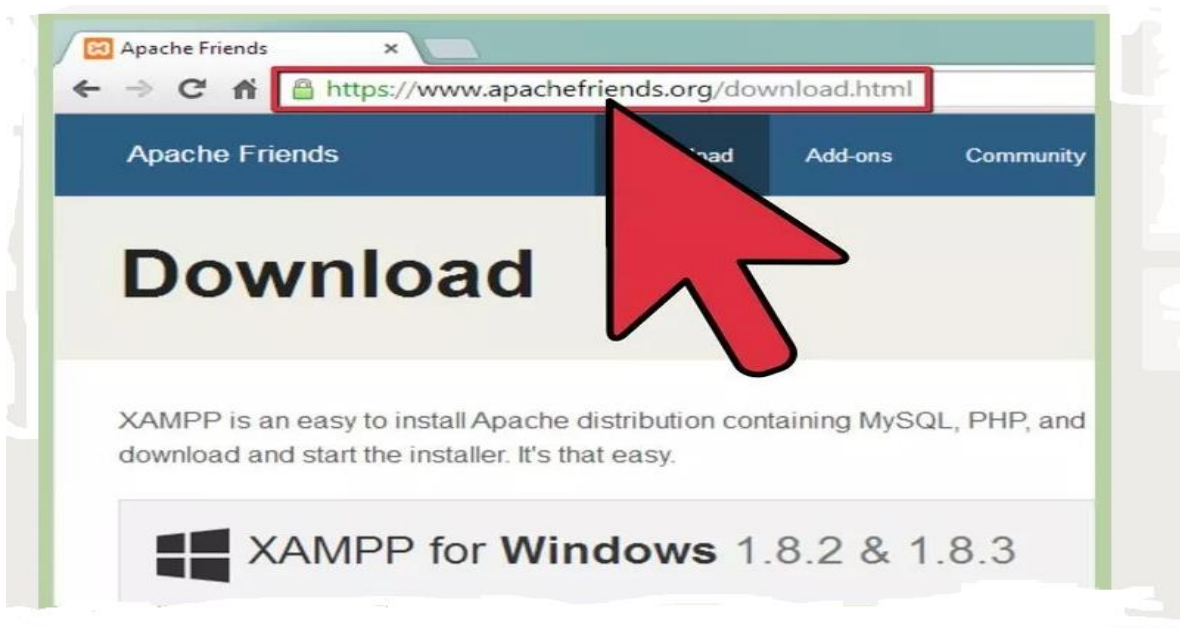 Apache Friends
https://www.apachefriends.org/download.html
Apache Friends Add-ons Community
Download
XAMPP is an easy to install Apache distribution containing MySQL, PHP, and
download and start the installer. It's that easy.
XAMPP for Windows 1.8.2 & 1.8.3